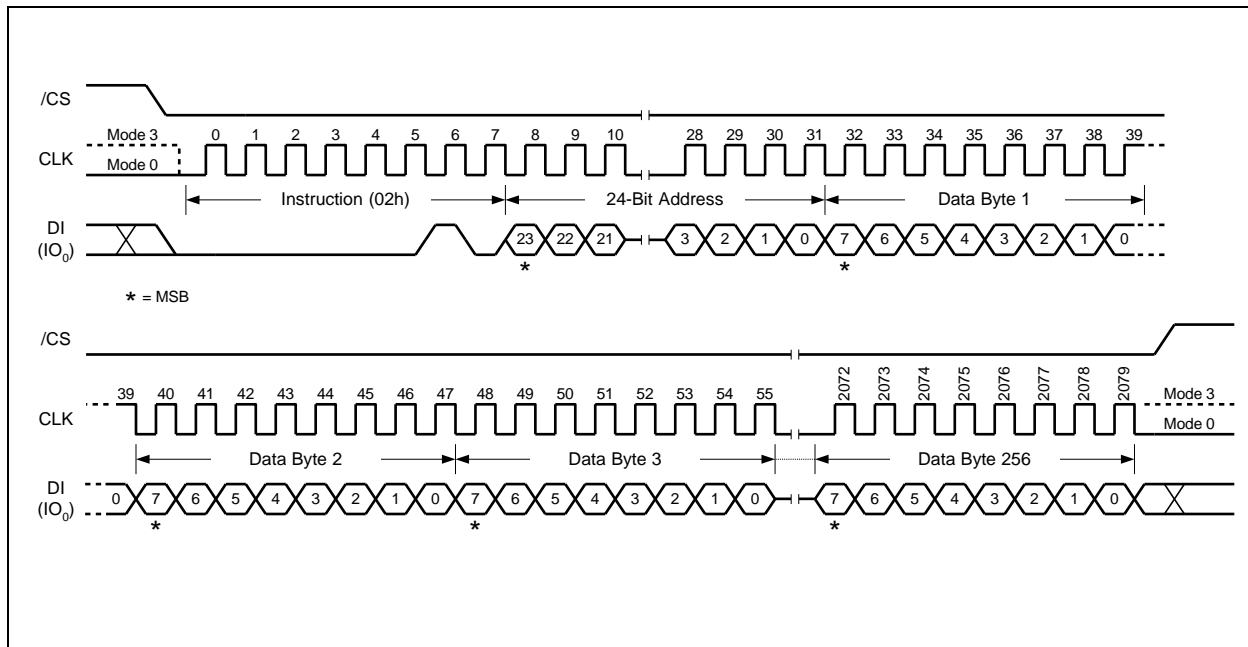 /CS
Mode 3 0 1 2 3 4 5 6 7 8 9 10 28 29 30 31 32 33 34 35 36 37 38 39
CLK Mode 0
Instruction (02h) 24-Bit Address Data Byte 1
DI
(IO0) 23 22 21 3 2 1 0 7 6 5 4 3 2 1 0
* *
* = MSB
/CS
39 40 41 42 43 44 45 46 47 48 49 50 51 52 53 54 55 2072 2073 2074 2075 2076 2077 2078 2079 Mode 3
CLK Mode 0
Data Byte 2 Data Byte 3 Data Byte 256
DI
(IO0) 0 7 6 5 4 3 2 1 0 7 6 5 4 3 2 1 0 7 6 5 4 3 2 1 0
* * *